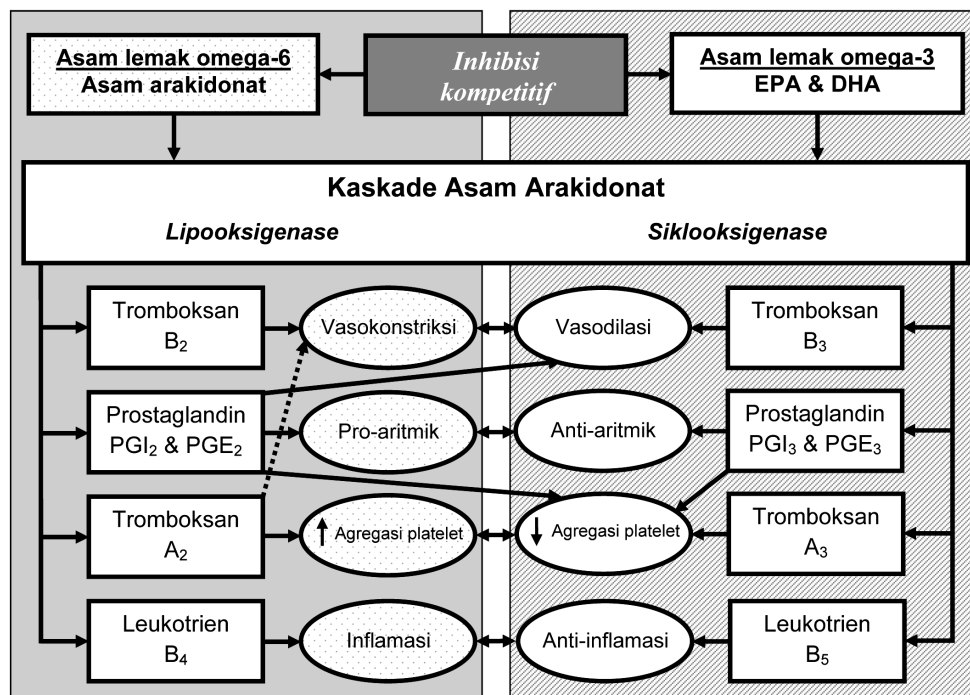 Asam lemak omega-6
Asam arakidonat
Inhibisi
kompetitif
Asam lemak omega-3
EPA & DHA
Kaskade Asam Arakidonat
Lipooksigenase
Siklooksigenase
Tromboksan
B₂
Vasokonstriksi
Vasodilasi
Tromboksan
B₃
Prostaglandin
PGI₂ & PGE₂
Pro-aritmik
Anti-aritmik
Prostaglandin
PGI₃ & PGE₃
Tromboksan
A₂
↑ Agregasi platelet
↓ Agregasi platelet
Tromboksan
A₃
Leukotrien
B₄
Inflamasi
Anti-inflamasi
Leukotrien
B₅